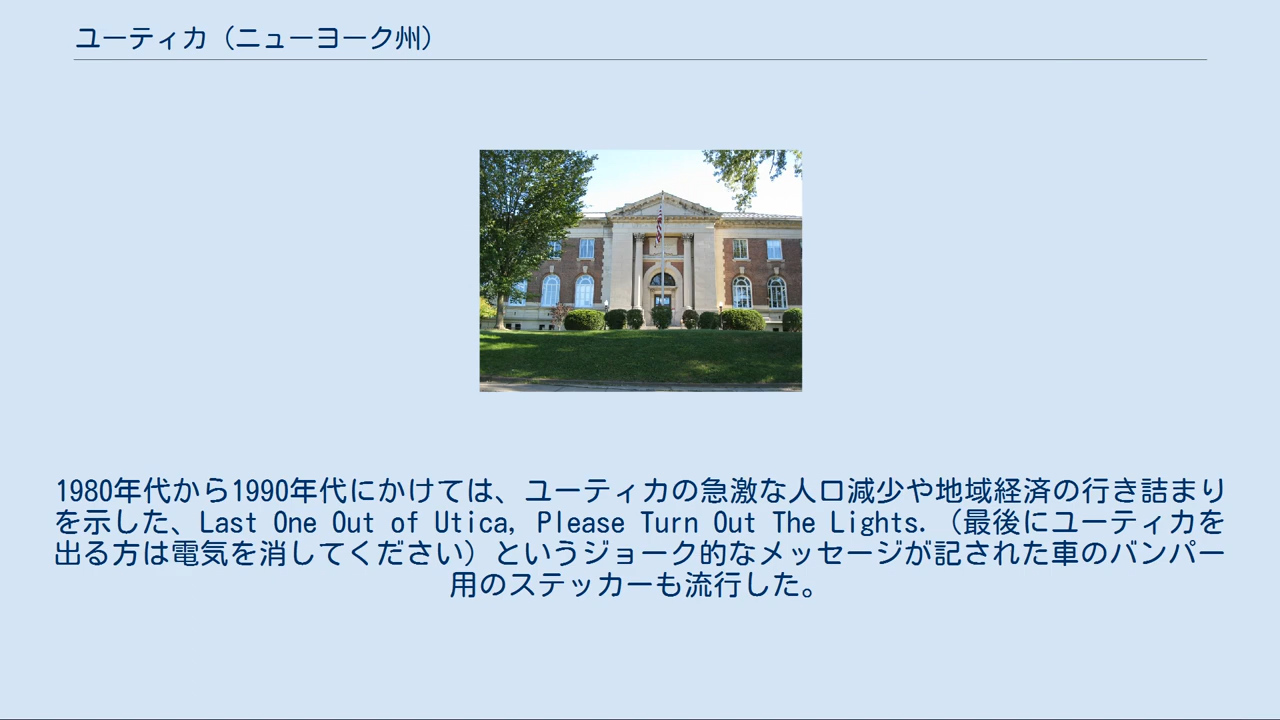 ユーティカ（ニューヨーク州）
1980年代から1990年代にかけては、ユーティカの急激な人口減少や地域経済の行き詰まり
を示した、Last One Out of Utica, Please Turn Out The Lights.（最後にユーティカを
出る方は電気を消してください）というジョーク的なメッセージが記された車のバンパー
用のステッカーも流行した。